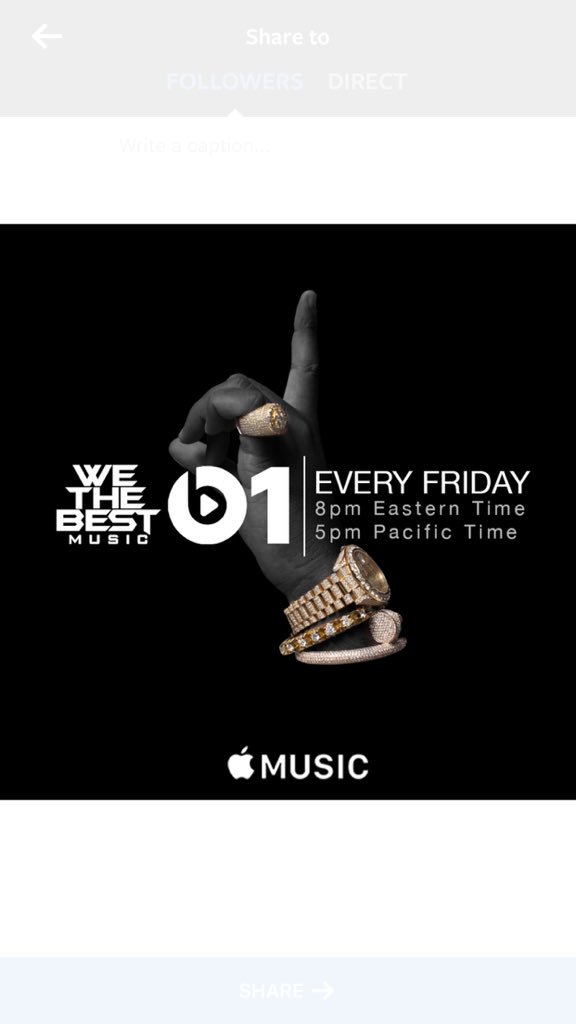 Share to
FOLLOWERS DIRECT
Write a caption...
WE
THE
BEST
MUSIC
b1
EVERY FRIDAY
8pm Eastern Time
5pm Pacific Time
MUSIC
SHARE →